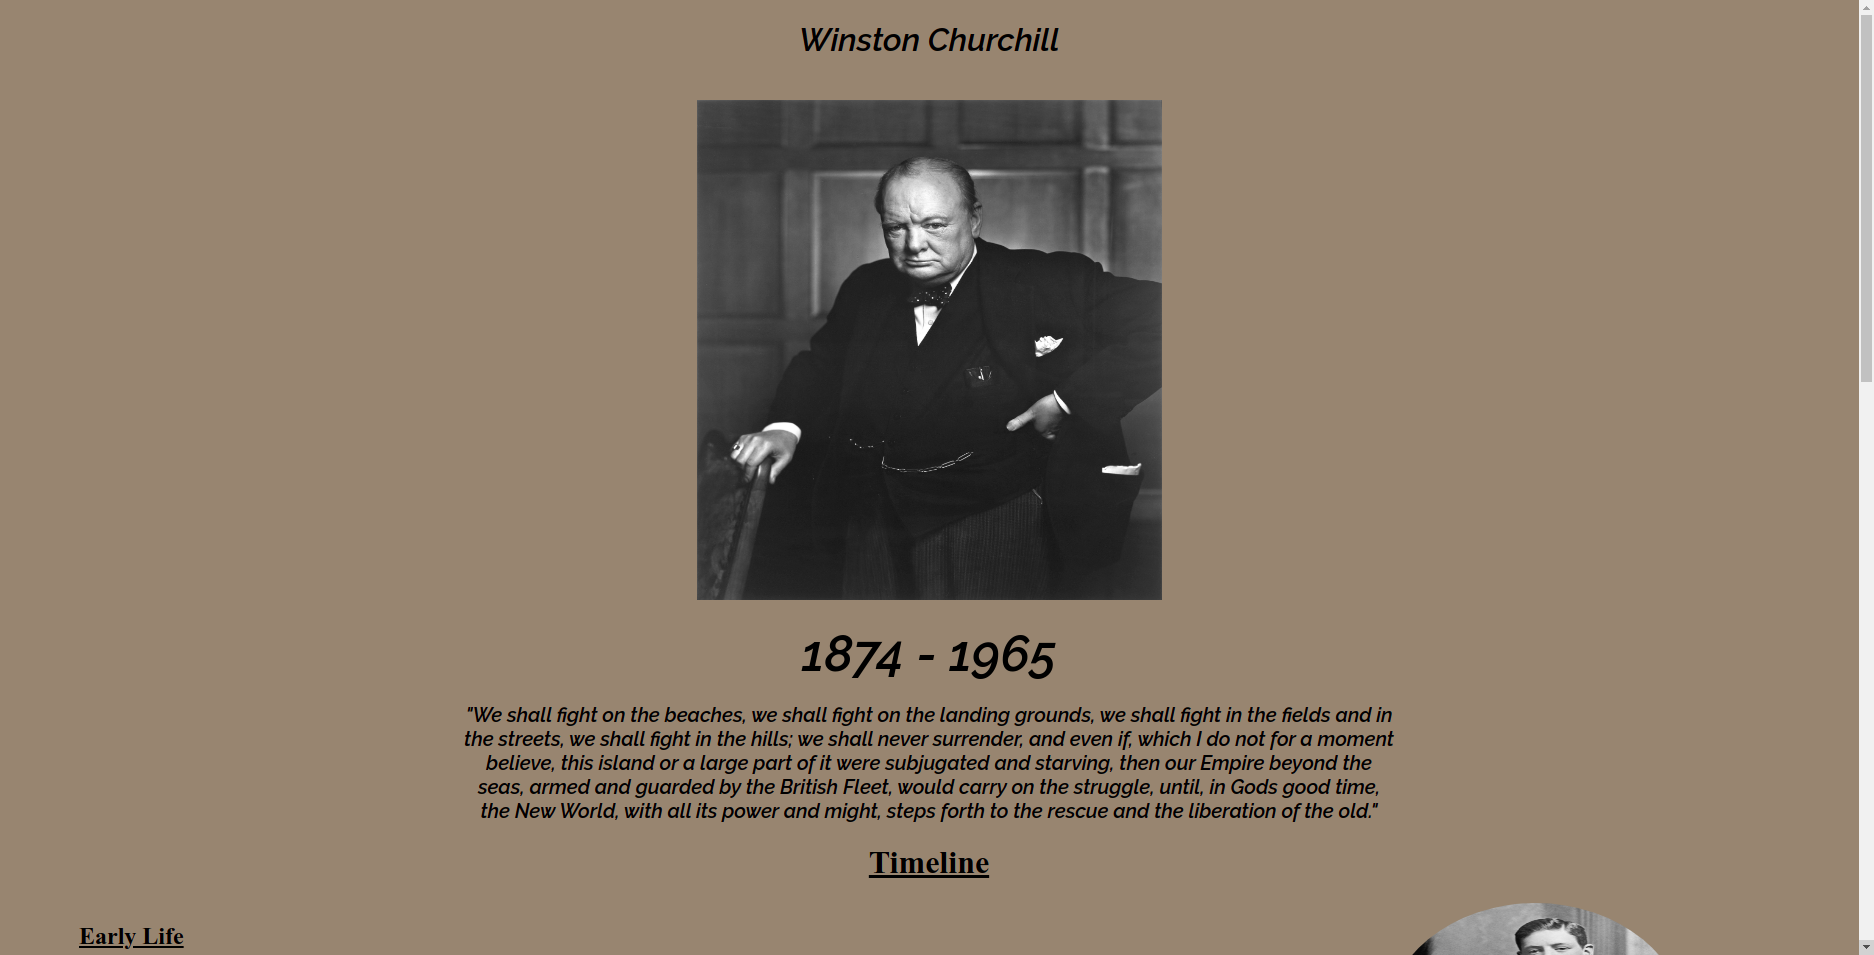 Winston Churchill
1874 - 1965
"We shall fight on the beaches, we shall fight on the landing grounds, we shall fight in the fields and in
the streets, we shall fight in the hills; we shall never surrender, and even if, which I do not for a moment
believe, this island or a large part of it were subjugated and starving, then our Empire beyond the
seas, armed and guarded by the British Fleet, would carry on the struggle, until, in Gods good time,
the New World, with all its power and might, steps forth to the rescue and the liberation of the old."
Timeline
Early Life